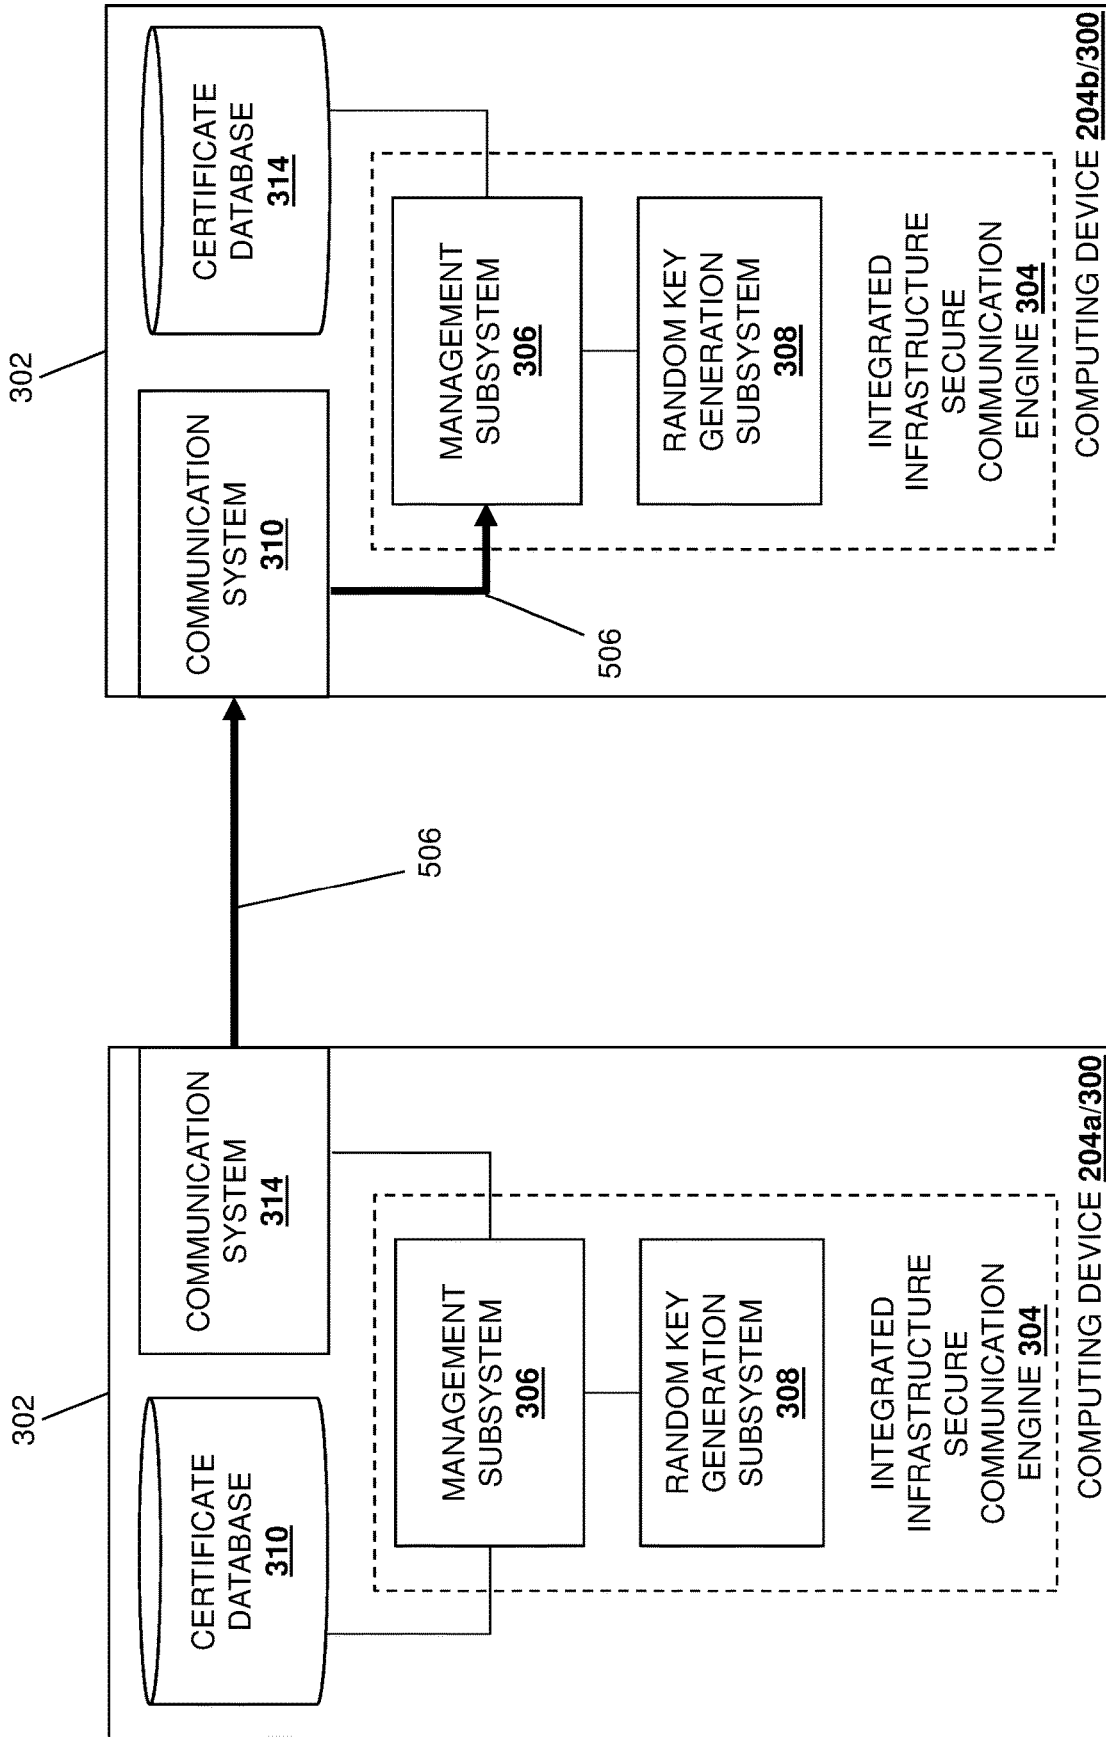 302
CERTIFICATE
DATABASE
310
COMMUNICATION
SYSTEM
314
MANAGEMENT
SUBSYSTEM
306
RANDOM KEY
GENERATION
SUBSYSTEM
308
INTEGRATED
INFRASTRUCTURE
SECURE
COMMUNICATION
ENGINE 304
COMPUTING DEVICE 204a/300
506
302
COMMUNICATION
SYSTEM
310
CERTIFICATE
DATABASE
314
506
MANAGEMENT
SUBSYSTEM
306
RANDOM KEY
GENERATION
SUBSYSTEM
308
INTEGRATED
INFRASTRUCTURE
SECURE
COMMUNICATION
ENGINE 304
COMPUTING DEVICE 204b/300